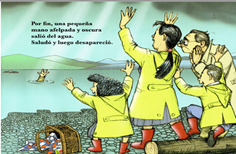 Por fin, una pequeña
mano afelpada y oscura
salió del agua.
Saludó y luego desapareció.